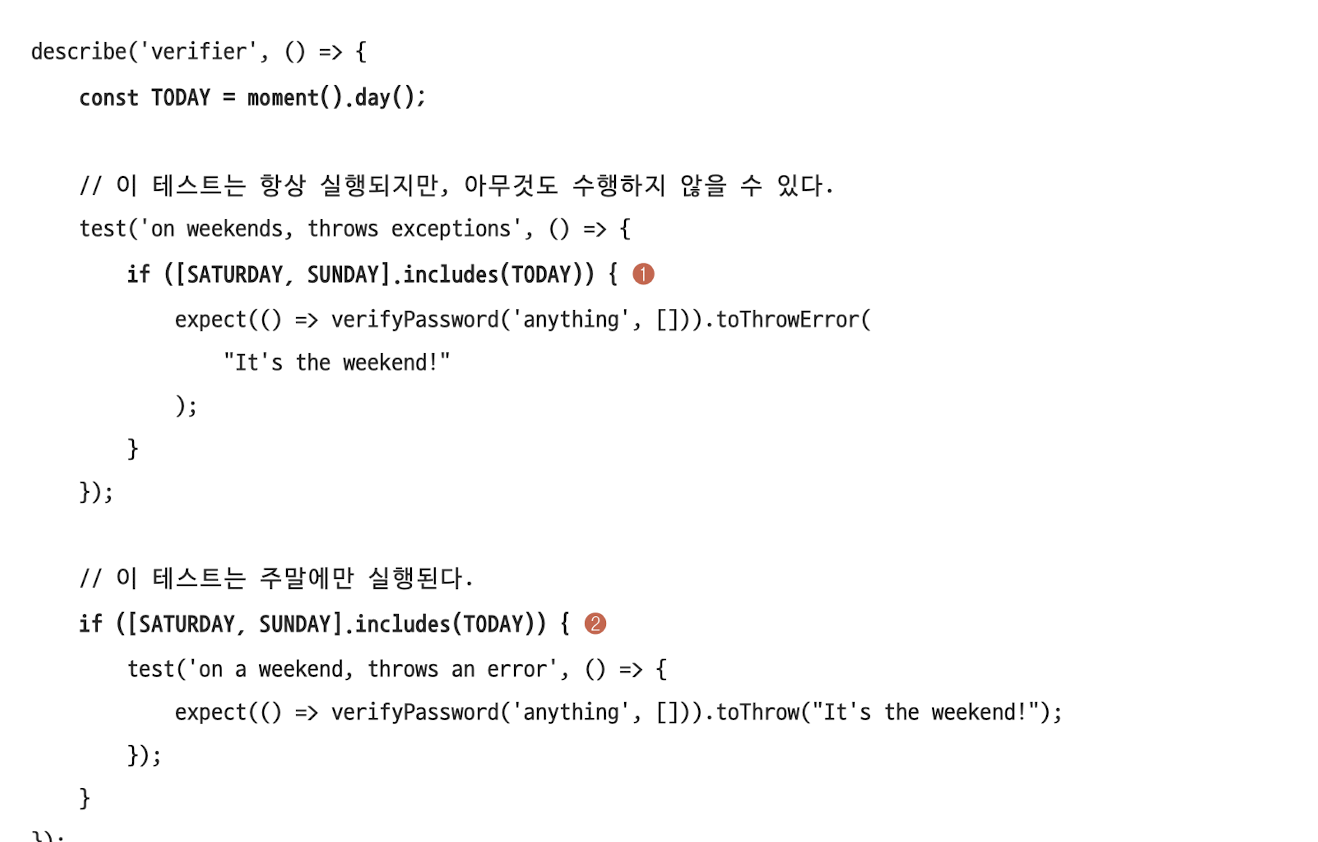 describe('verifier', () => {
const TODAY = moment().day();
// 이 테스트는 항상 실행되지만, 아무것도 수행하지 않을 수 있다.
test('on weekends, throws exceptions', () => {
if ([SATURDAY, SUNDAY].includes(TODAY)) { ❶
expect(() => verifyPassword('anything', [])).toThrowError(
"It's the weekend!"
);
}
});
// 이 테스트는 주말에만 실행된다.
if ([SATURDAY, SUNDAY].includes(TODAY)) { ❷
test('on a weekend, throws an error', () => {
expect(() => verifyPassword('anything', [])).toThrow("It's the weekend!");
});
}
});